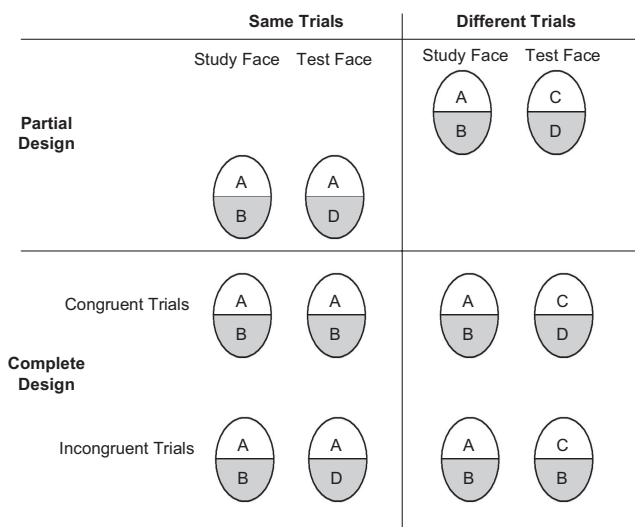 Same Trials Different Trials
Study Face Test Face Study Face Test Face
A C
Partial
Design
B D
A A
B D
Congruent Trials A A A C
B B B D
Complete
Design
Incongruent Trials A A A C
B D B B